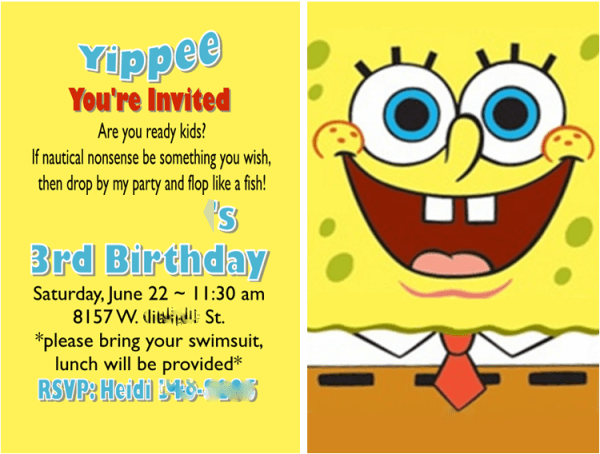 Yippee
You're Invited
Are you ready kids?
If nautical nonsense be something you wish,
then drop by my party and flop like a fish!
's
3rd Birthday
Saturday, June 22 ~ 11:30 am
8157 W. St.
*please bring your swimsuit,
lunch will be provided*
RSVP: Heidi